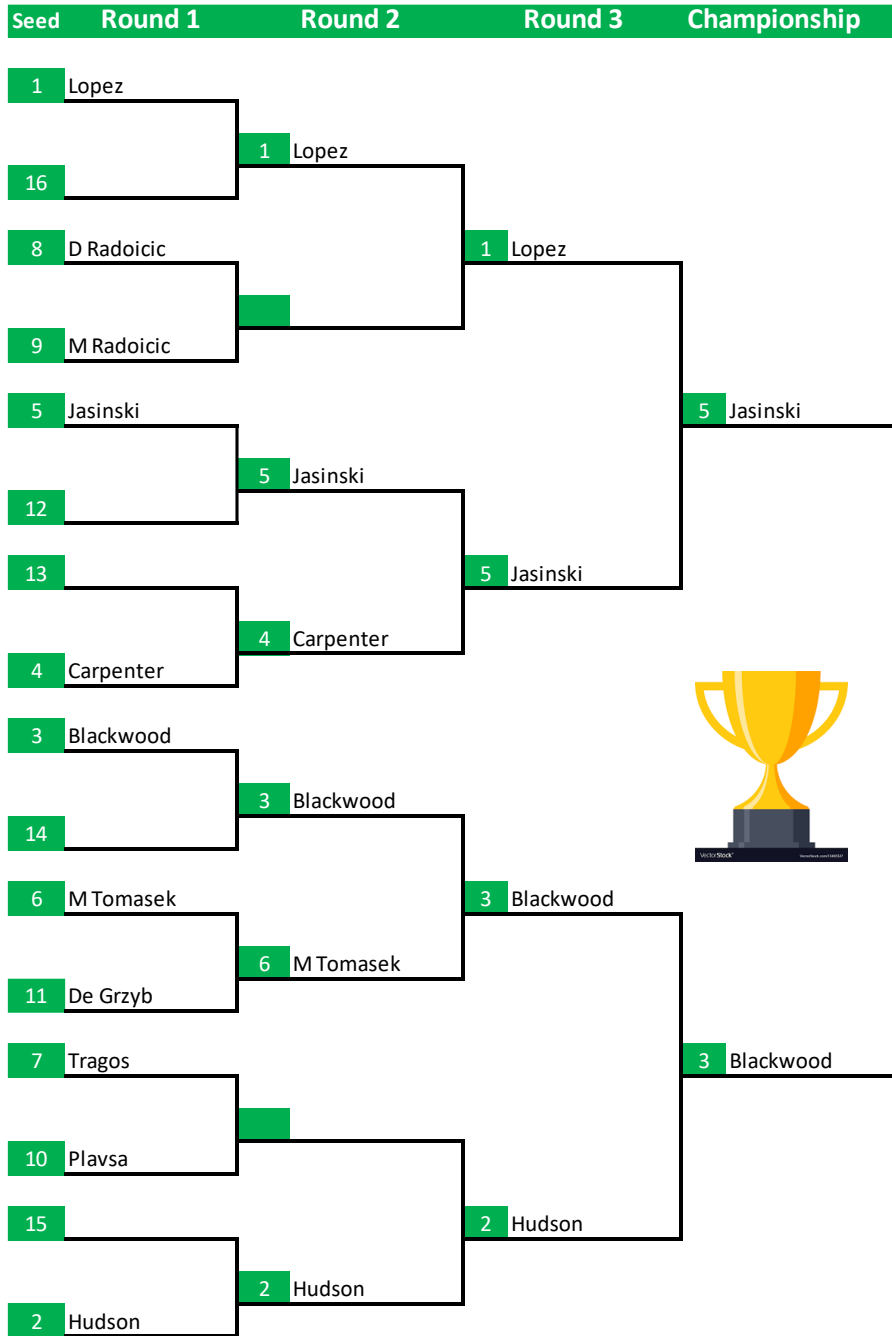 Seed Round 1 Round 2 Round 3 Championship
1 Lopez
1 Lopez
16
8 D Radoicic
1 Lopez
9 M Radoicic
5 Jasinski
5 Jasinski
5 Jasinski
12
13
5 Jasinski
4 Carpenter
4 Carpenter
3 Blackwood
3 Blackwood
14
VectorStock
6 M Tomasek
3 Blackwood
6 M Tomasek
11 De Grzyb
7 Tragos
3 Blackwood
10 Plavsa
15
2 Hudson
2 Hudson
2 Hudson